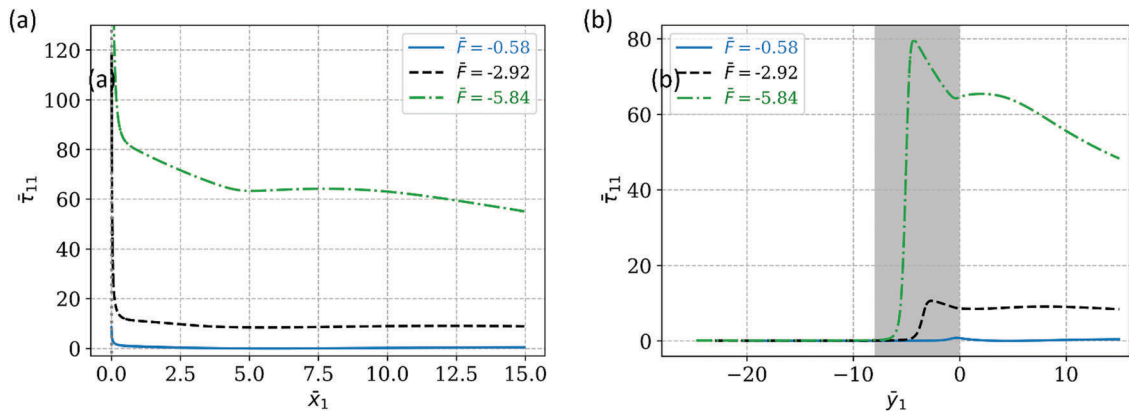 (a)
120
100
80
60
40
20
0
τ̄₁₁
(a)
F̄ = -0.58
F̄ = -2.92
F̄ = -5.84
0.0 2.5 5.0 7.5 10.0 12.5 15.0
x̄₁
(b)
80
60
40
20
0
τ̄₁₁
(b)
F̄ = -0.58
F̄ = -2.92
F̄ = -5.84
−20 −10 0 10
ȳ₁